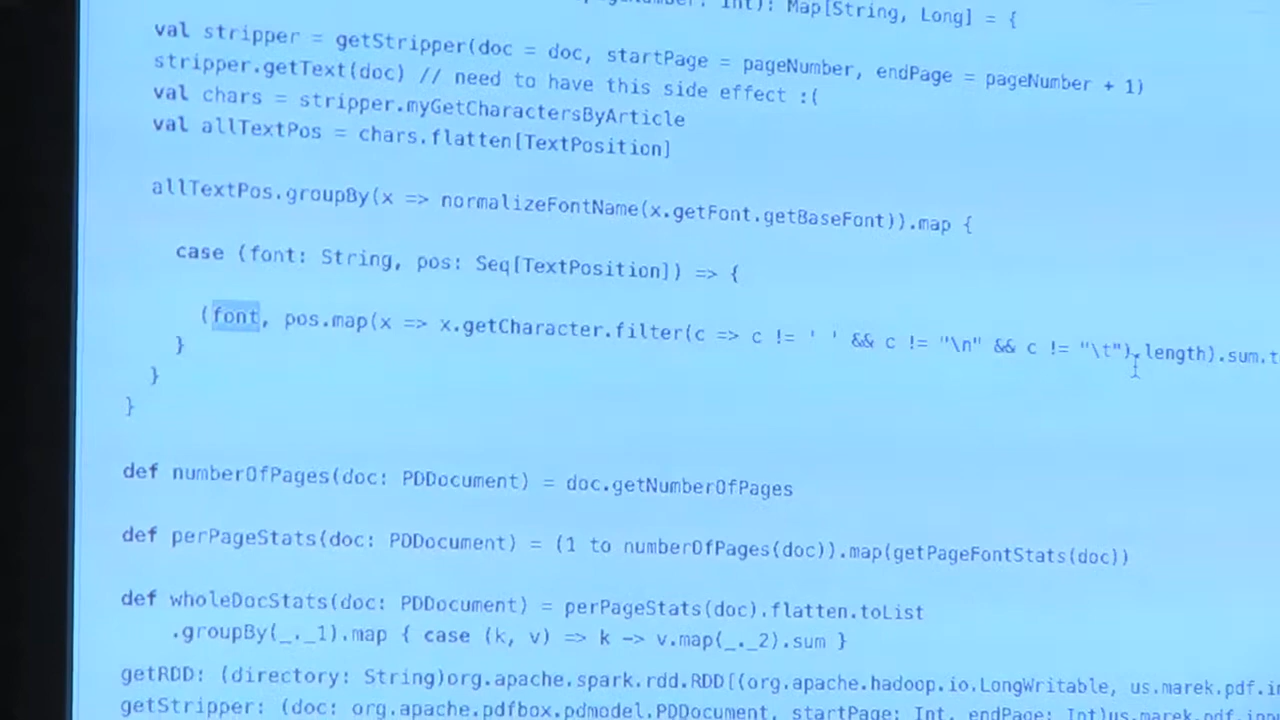 Int): Map[String, Long] = {
val stripper = getStripper(doc = doc, startPage = pageNumber, endPage = pageNumber + 1)
stripper.getText(doc) // need to have this side effect :(
val chars = stripper.myGetCharactersByArticle
val allTextPos = chars.flatten[TextPosition]
allTextPos.groupBy(x => normalizeFontName(x.getFont.getBaseFont)).map {
case (font: String, pos: Seq[TextPosition]) => {
(font, pos.map(x => x.getCharacter.filter(c => c != ' ' && c != "\n" && c != "\t").length).sum.t
}
}
}
def numberOfPages(doc: PDDocument) = doc.getNumberOfPages
def perPageStats(doc: PDDocument) = (1 to numberOfPages(doc)).map(getPageFontStats(doc))
def wholeDocStats(doc: PDDocument) = perPageStats(doc).flatten.toList
.groupBy(_._1).map { case (k, v) => k -> v.map(_._2).sum }
getRDD: (directory: String)org.apache.spark.rdd.RDD[(org.apache.hadoop.io.LongWritable, us.marek.pdf.in
getStripper: (doc: org.apache.pdfbox.pdmodel.PDDocument, startPage: Int, endPage: Int)us.marek.pdf.inpu